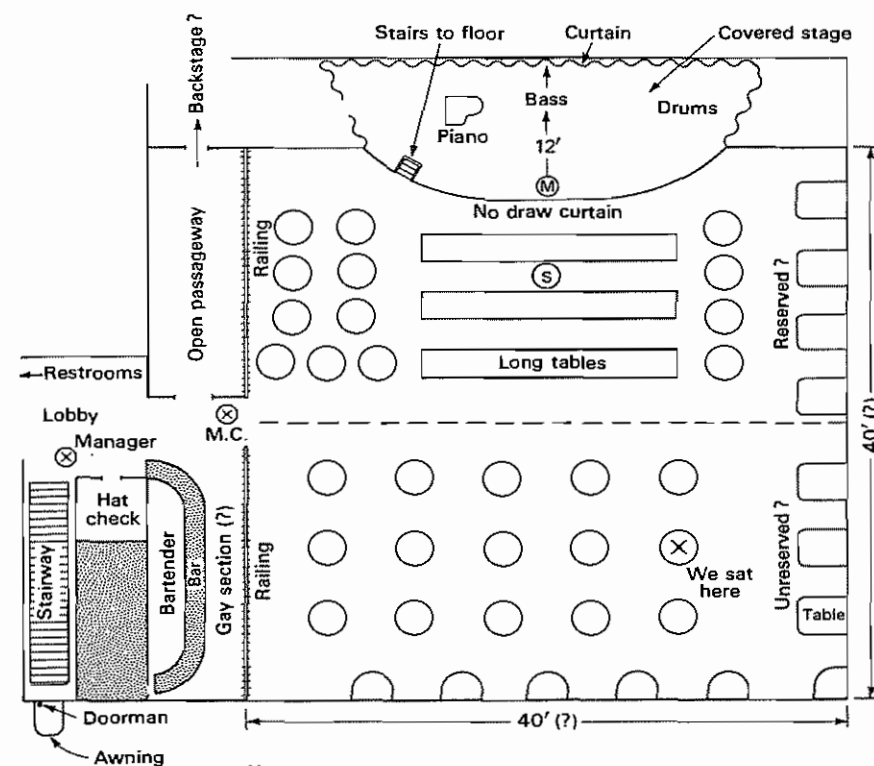 Backstage ?
Stairs to floor
Curtain
Covered stage
Bass
Drums
Piano
12'
M
No draw curtain
Open passageway
Railing
S
Reserved ?
Long tables
Restrooms
Lobby
Manager
M.C.
40' (?)
Hat
check
Stairway
Bartender
Bar
Gay section (?)
Railing
We sat
here
Unreserved ?
Table
Doorman
40' (?)
Awning